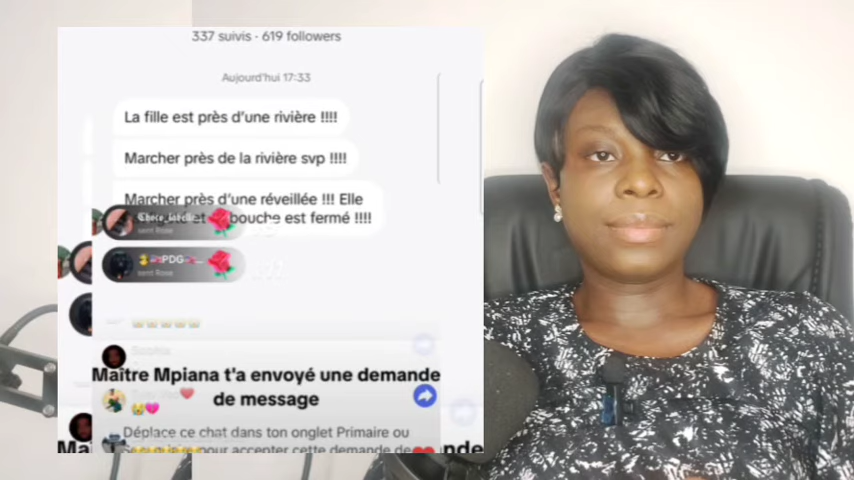 337 suivis · 619 followers
Aujourd'hui 17:33
La fille est près d'une rivière !!!!
Marcher près de la rivière svp !!!!
Marcher près d'une réveillée !!! Elle
et bouche est fermé !!!!
sent Rose
PDG
sent Rose
Maître Mpiana t'a envoyé une demande
de message
Déplace ce chat dans ton onglet Primaire ou
pour accepter cette demande de